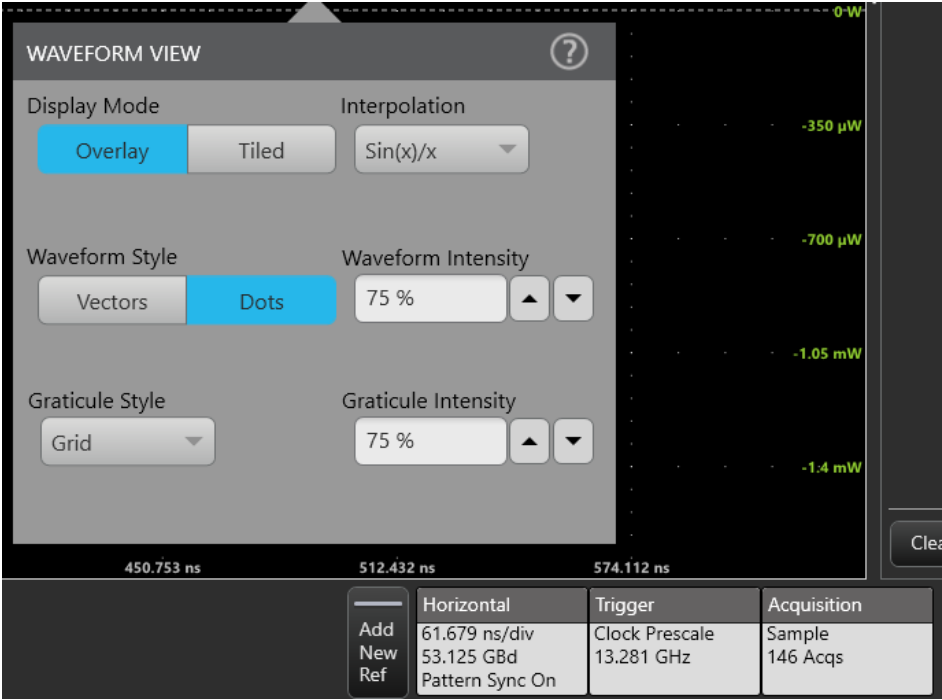 0 W
WAVEFORM VIEW
?
Display Mode
Interpolation
Overlay
Tiled
Sin(x)/x
-350 µW
Waveform Style
Waveform Intensity
-700 µW
Vectors
Dots
75 %
-1.05 mW
Graticule Style
Graticule Intensity
Grid
75 %
-1.4 mW
450.753 ns
512.432 ns
574.112 ns
Add
New
Ref
Horizontal
61.679 ns/div
53.125 GBd
Pattern Sync On
Trigger
Clock Prescale
13.281 GHz
Acquisition
Sample
146 Acqs